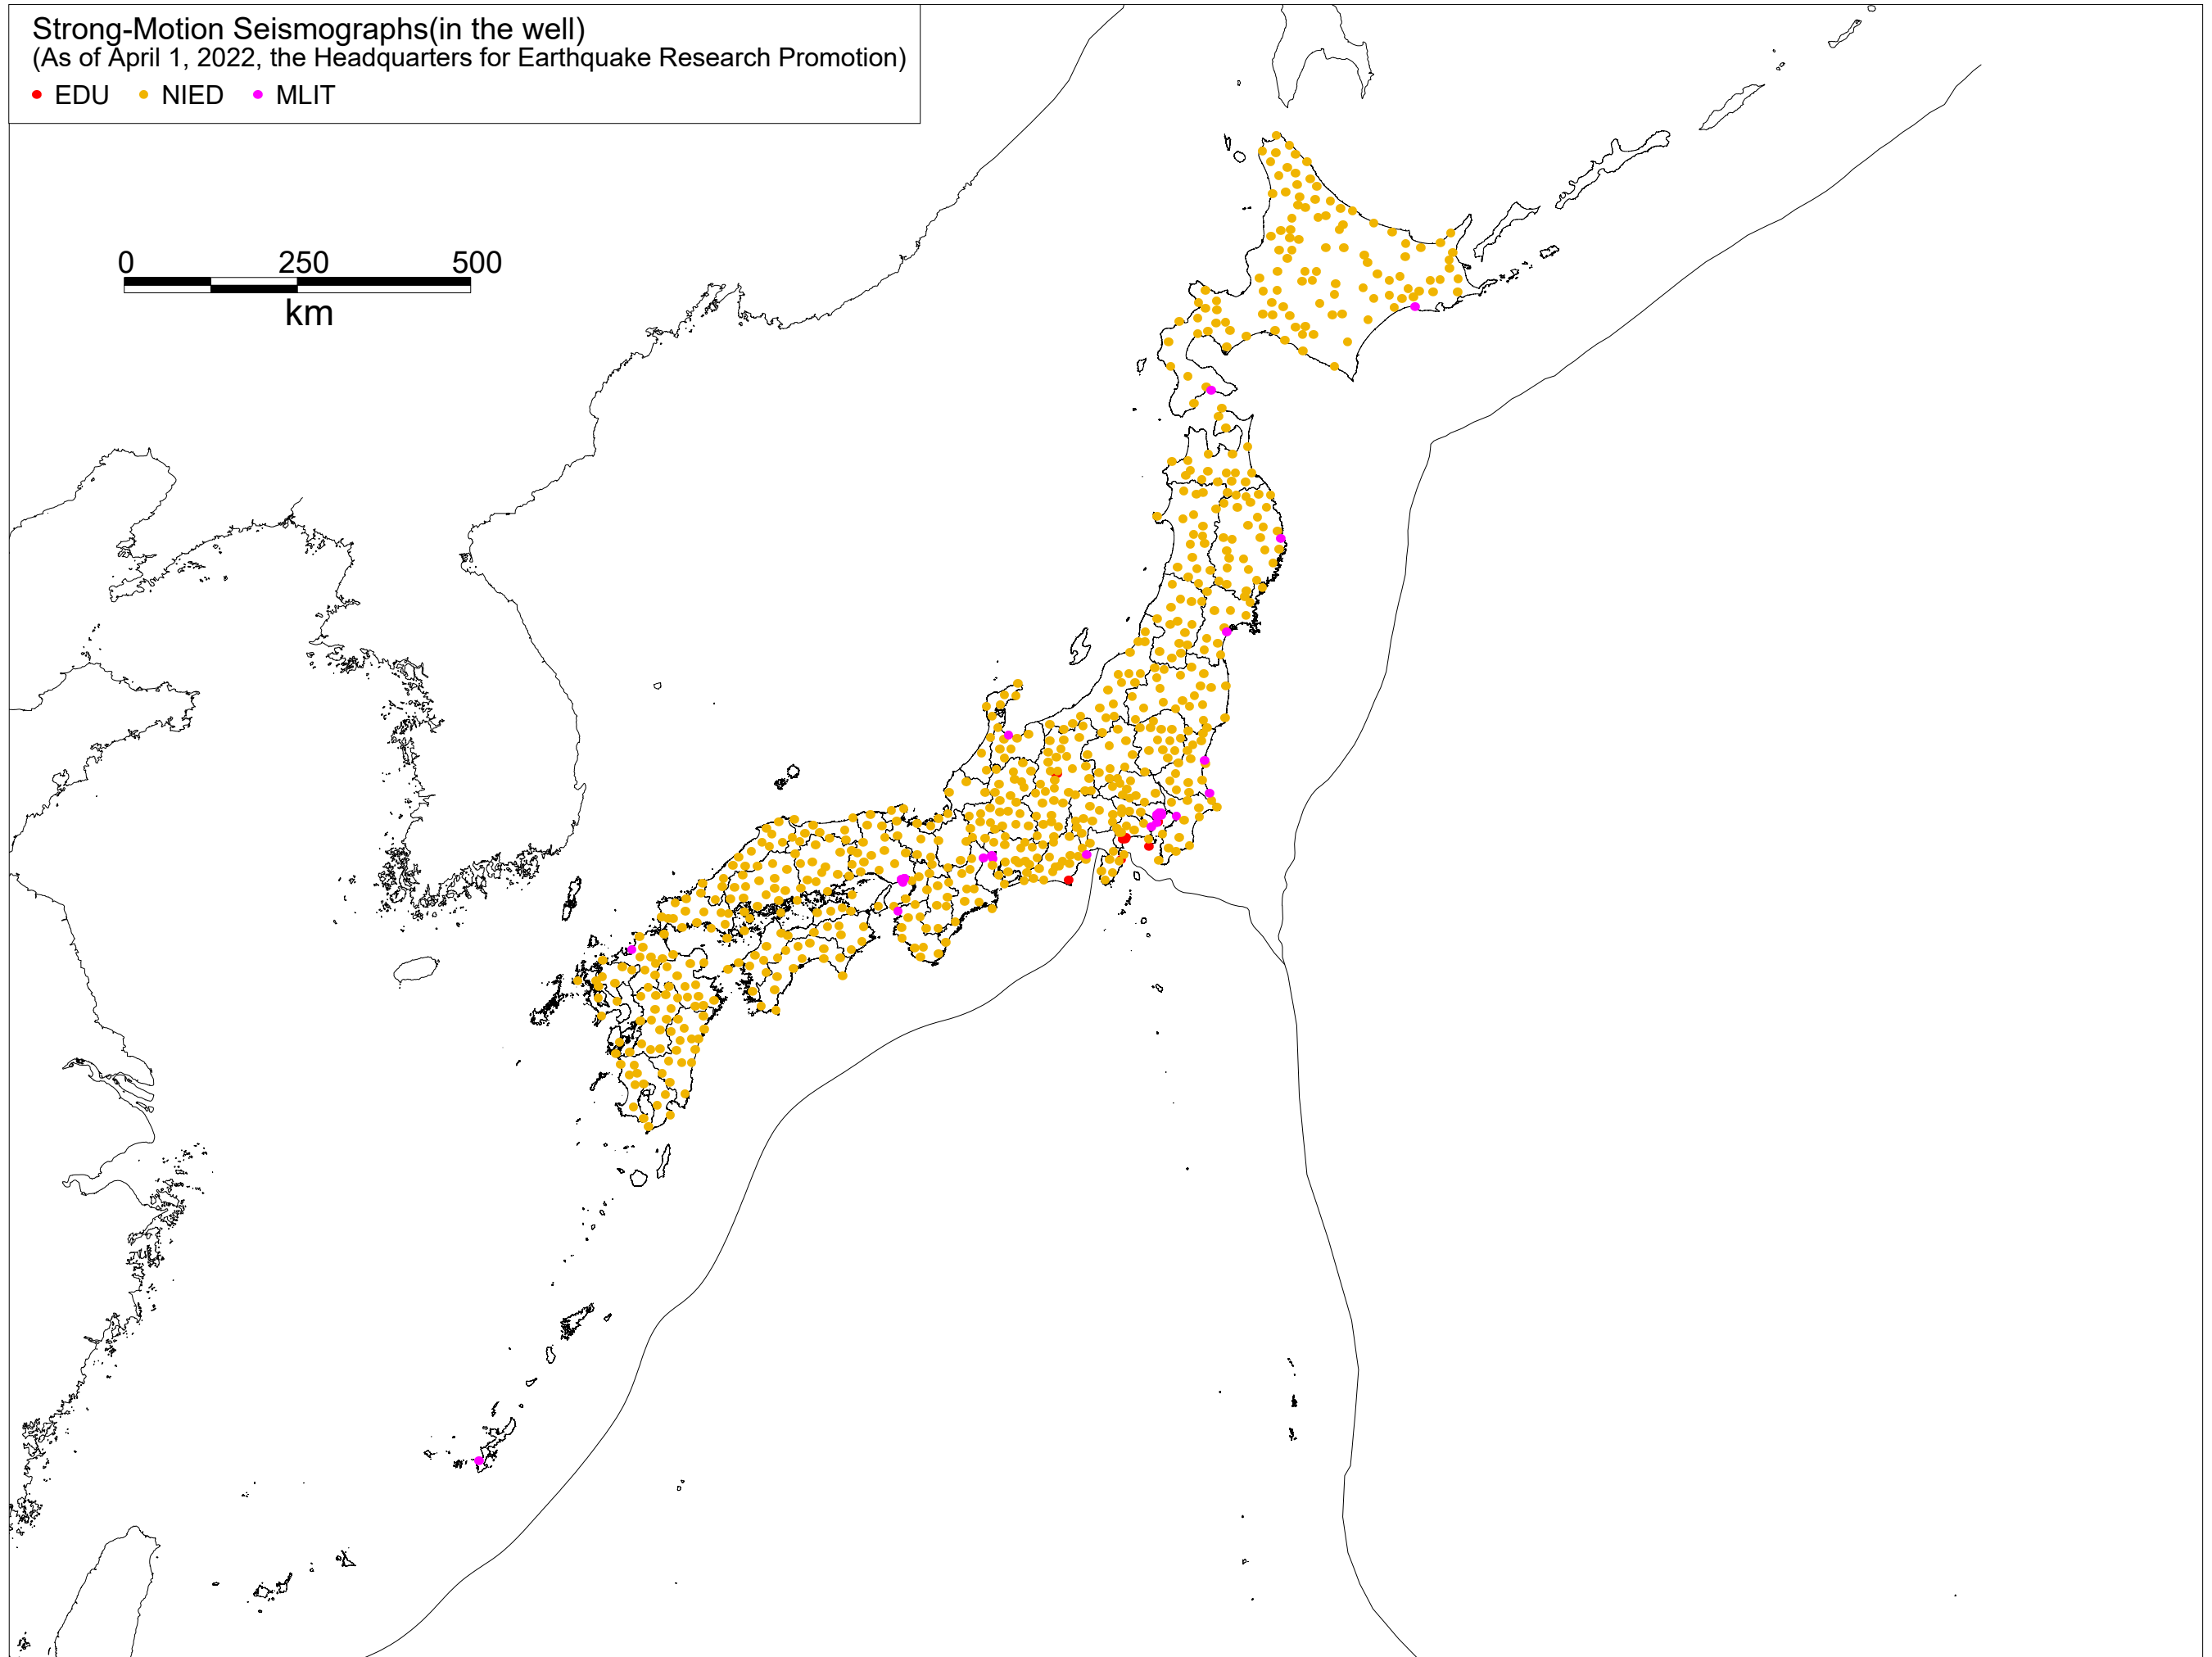 Strong-Motion Seismographs(in the well)
(As of April 1, 2022, the Headquarters for Earthquake Research Promotion)
EDU NIED MLIT
0 250 500
km